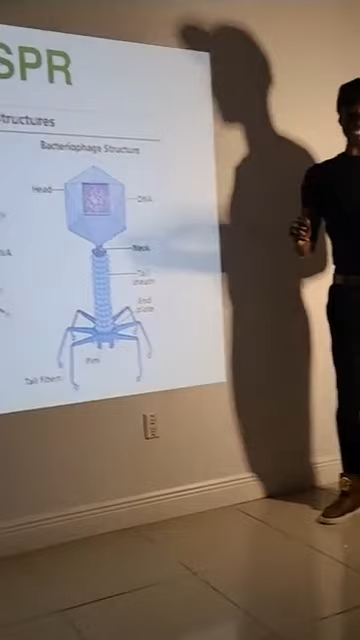 SPR
tructures
Bacteriophage Structure
Head
DNA
Neck
Tail
sheath
End
plate
Pins
Tail fibers